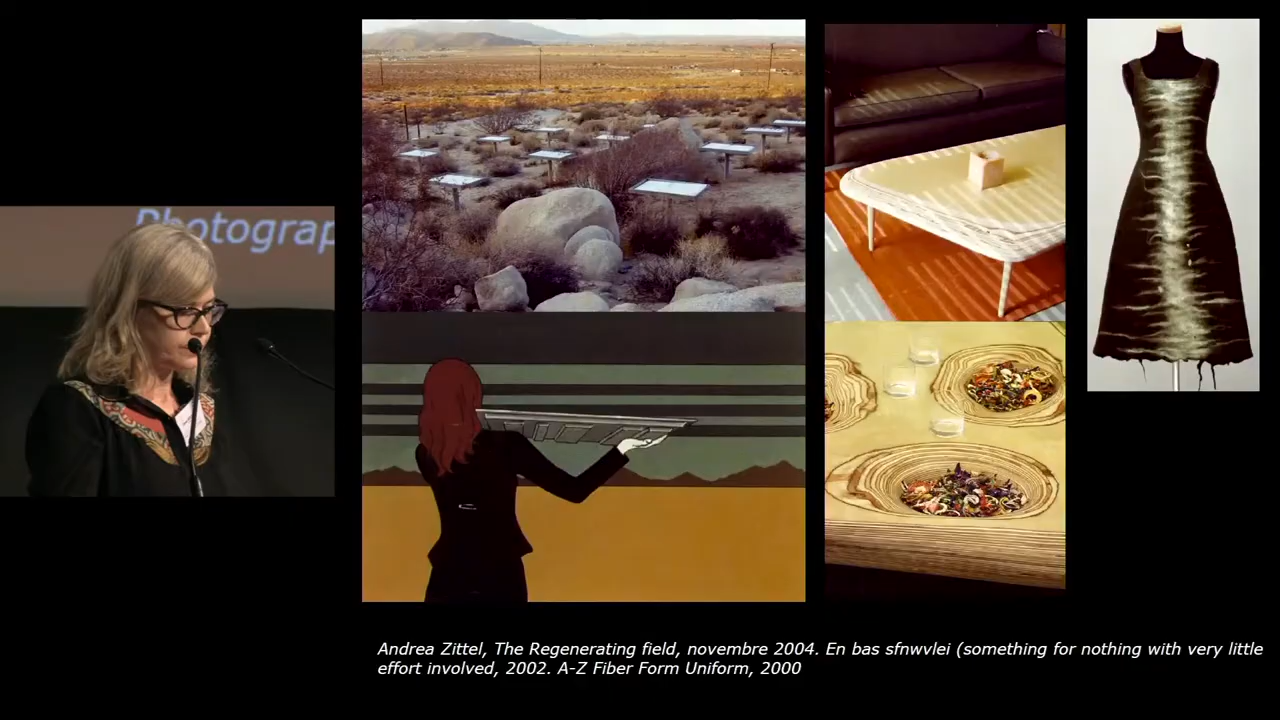 Photograp
Andrea Zittel, The Regenerating field, novembre 2004. En bas sfnwvlei (something for nothing with very little
effort involved, 2002. A-Z Fiber Form Uniform, 2000